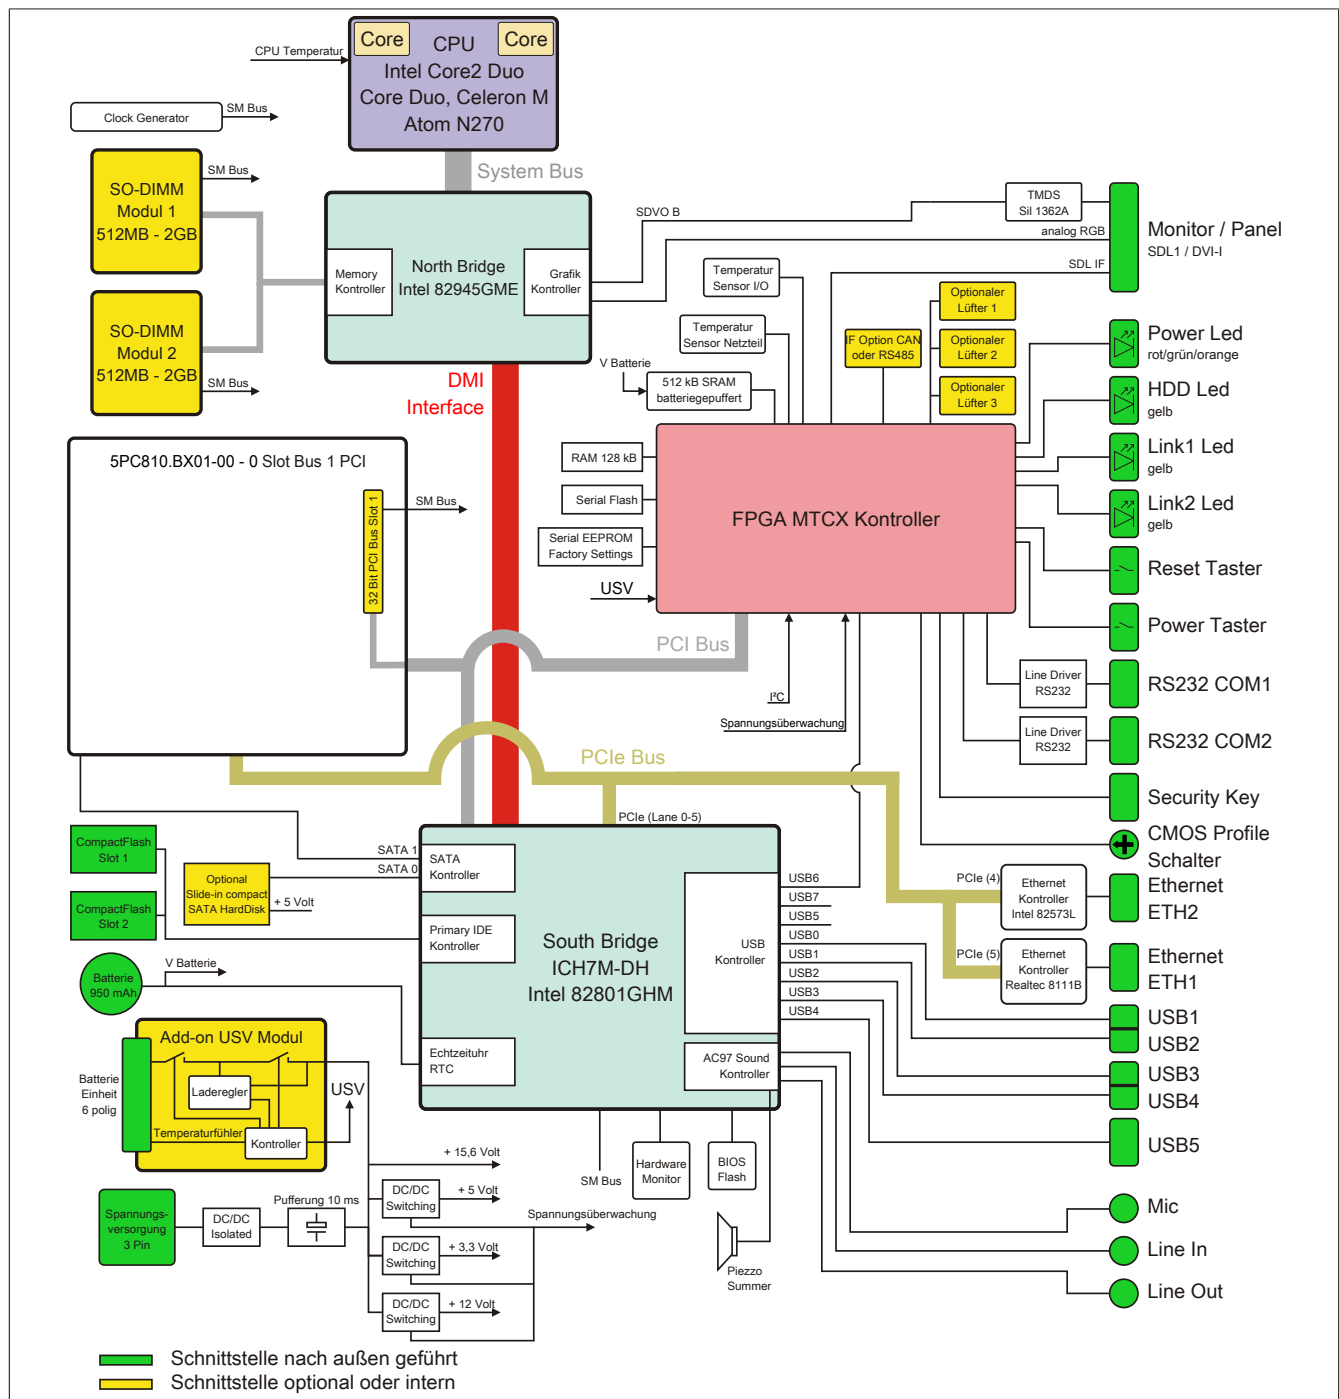 Core
CPU
Core
CPU Temperatur
Intel Core2 Duo
Core Duo, Celeron M
Atom N270
Clock Generator
SM Bus
System Bus
SO-DIMM
Modul 1
512MB - 2GB
SM Bus
SO-DIMM
Modul 2
512MB - 2GB
SM Bus
Memory
Kontroller
North Bridge
Intel 82945GME
Grafik
Kontroller
DMI
Interface
SDVO B
TMDS
Sil 1362A
analog RGB
SDL IF
Monitor / Panel
SDL1 / DVI-I
Temperatur
Sensor I/O
Temperatur
Sensor Netzteil
V Batterie
512 kB SRAM
batteriegepuffert
IF Option CAN
oder RS485
Optionaler
Lüfter 1
Optionaler
Lüfter 2
Optionaler
Lüfter 3
Power Led
rot/grün/orange
HDD Led
gelb
Link1 Led
gelb
Link2 Led
gelb
Reset Taster
Power Taster
5PC810.BX01-00 - 0 Slot Bus 1 PCI
32 Bit PCI Bus Slot 1
SM Bus
RAM 128 kB
Serial Flash
Serial EEPROM
Factory Settings
USV
FPGA MTCX Kontroller
PCI Bus
I²C
Spannungsüberwachung
Line Driver
RS232
RS232 COM1
Line Driver
RS232
RS232 COM2
Security Key
CMOS Profile
Schalter
PCIe Bus
PCIe (Lane 0-5)
PCIe (4)
Ethernet
Kontroller
Intel 82573L
Ethernet
ETH2
PCIe (5)
Ethernet
Kontroller
Realtec 8111B
Ethernet
ETH1
CompactFlash
Slot 1
CompactFlash
Slot 2
Optional
Slide-in compact
SATA HardDisk
+ 5 Volt
SATA 1
SATA 0
SATA
Kontroller
Primary IDE
Kontroller
South Bridge
ICH7M-DH
Intel 82801GHM
USB
Kontroller
USB6
USB7
USB5
USB0
USB1
USB2
USB3
USB4
Batterie
950 mAh
V Batterie
Echtzeituhr
RTC
AC97 Sound
Kontroller
USB1
USB2
USB3
USB4
USB5
Add-on USV Modul
Batterie
Einheit
6 polig
Laderegler
Temperaturfühler
Kontroller
USV
SM Bus
Hardware
Monitor
BIOS
Flash
Piezzo
Summer
Mic
Line In
Line Out
+ 15,6 Volt
DC/DC
Switching
+ 5 Volt
Spannungsüberwachung
DC/DC
Switching
+ 3,3 Volt
DC/DC
Switching
+ 12 Volt
Spannungs-
versorgung
3 Pin
DC/DC
Isolated
Pufferung 10 ms
Schnittstelle nach außen geführt
Schnittstelle optional oder intern